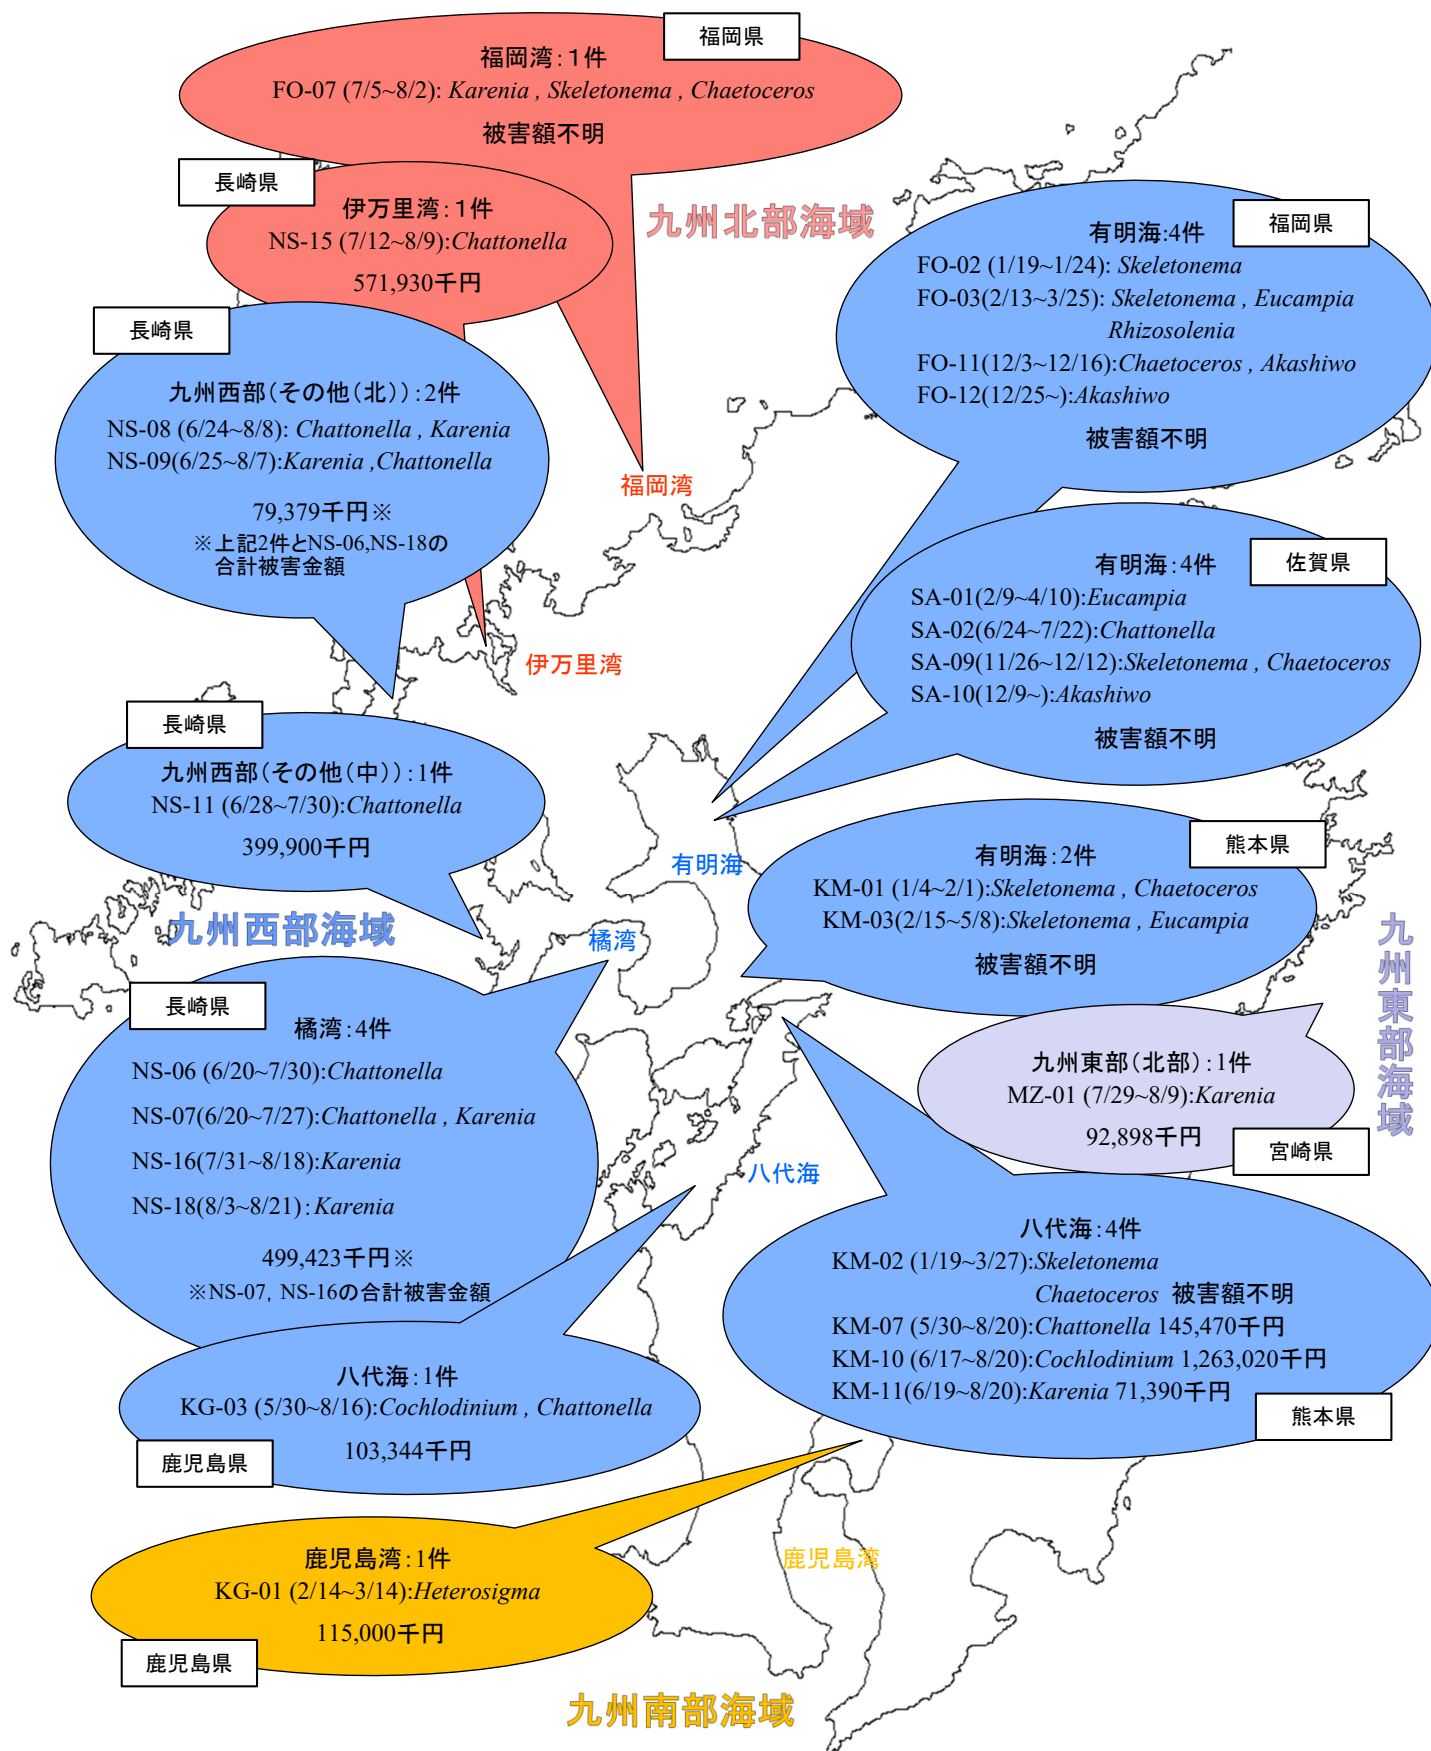 福岡県
福岡湾：1件
FO-07 (7/5~8/2): Karenia , Skeletonema , Chaetoceros
被害額不明
長崎県
伊万里湾：1件
NS-15 (7/12~8/9):Chattonella
571,930千円
九州北部海域
長崎県
九州西部（その他（北））：2件
NS-08 (6/24~8/8): Chattonella , Karenia
NS-09(6/25~8/7):Karenia ,Chattonella
79,379千円※
※上記2件とNS-06,NS-18の
合計被害金額
福岡県
有明海:4件
FO-02 (1/19~1/24): Skeletonema
FO-03(2/13~3/25): Skeletonema , Eucampia
Rhizosolenia
FO-11(12/3~12/16):Chaetoceros , Akashiwo
FO-12(12/25~):Akashiwo
被害額不明
福岡湾
佐賀県
有明海：4件
SA-01(2/9~4/10):Eucampia
SA-02(6/24~7/22):Chattonella
SA-09(11/26~12/12):Skeletonema , Chaetoceros
SA-10(12/9~):Akashiwo
被害額不明
伊万里湾
長崎県
九州西部（その他（中））：1件
NS-11 (6/28~7/30):Chattonella
399,900千円
有明海
熊本県
有明海：2件
KM-01 (1/4~2/1):Skeletonema , Chaetoceros
KM-03(2/15~5/8):Skeletonema , Eucampia
被害額不明
九州西部海域
橘湾
九州東部海域
長崎県
橘湾：4件
NS-06 (6/20~7/30):Chattonella
NS-07(6/20~7/27):Chattonella , Karenia
NS-16(7/31~8/18):Karenia
NS-18(8/3~8/21):Karenia
499,423千円※
※NS-07，NS-16の合計被害金額
九州東部（北部）：1件
MZ-01 (7/29~8/9):Karenia
92,898千円
宮崎県
八代海
八代海：4件
KM-02 (1/19~3/27):Skeletonema
Chaetoceros 被害額不明
KM-07 (5/30~8/20):Chattonella 145,470千円
KM-10 (6/17~8/20):Cochlodinium 1,263,020千円
KM-11(6/19~8/20):Karenia 71,390千円
熊本県
八代海：1件
KG-03 (5/30~8/16):Cochlodinium , Chattonella
103,344千円
鹿児島県
鹿児島湾：1件
KG-01 (2/14~3/14):Heterosigma
115,000千円
鹿児島県
鹿児島湾
九州南部海域